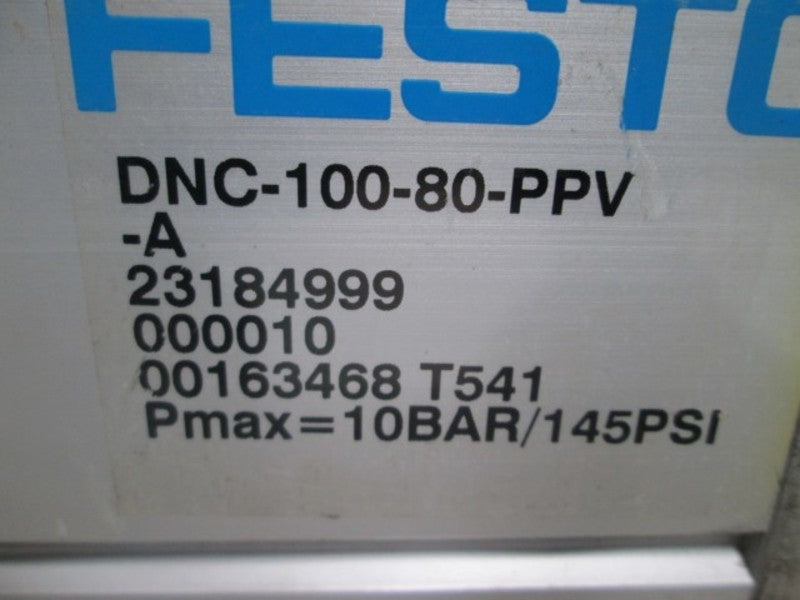 FESTO
DNC-100-80-PPV
-A
23184999
000010
00163468 T541
Pmax=10BAR/145PSI